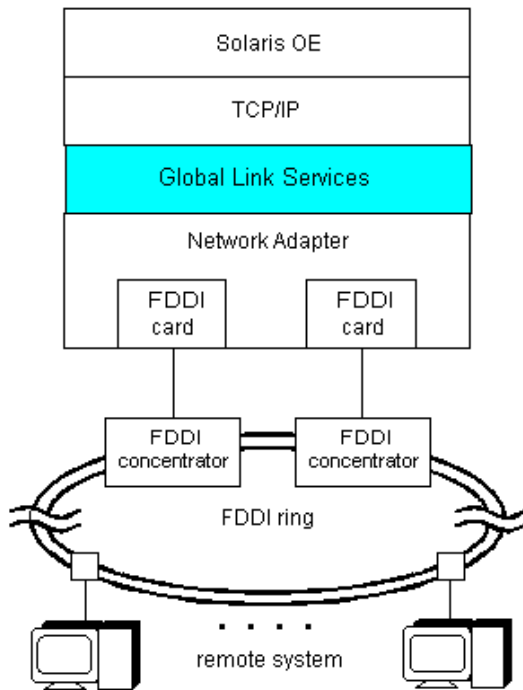 Solaris OE
TCP/IP
Global Link Services
Network Adapter
FDDI
card
FDDI
card
FDDI
concentrator
FDDI
concentrator
FDDI ring
remote system